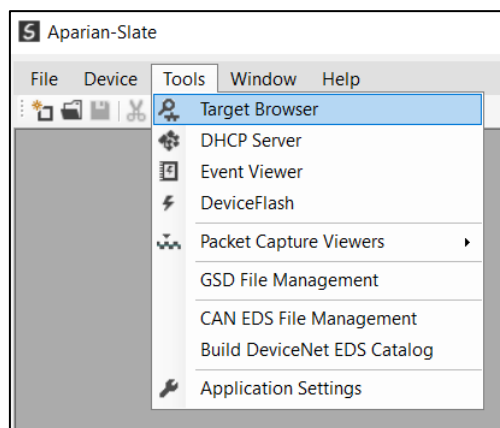 Aparian-Slate
File Device Tools Window Help
Target Browser
DHCP Server
Event Viewer
DeviceFlash
Packet Capture Viewers
GSD File Management
CAN EDS File Management
Build DeviceNet EDS Catalog
Application Settings